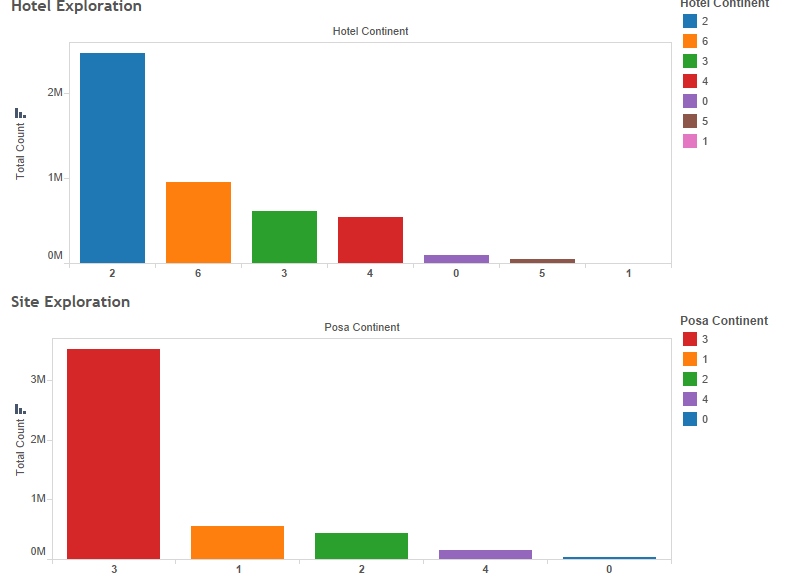 Hotel Exploration
Hotel Continent
Total Count
2M
1M
0M
2 6 3 4 0 5 1
Hotel Continent
2
6
3
4
0
5
1
Site Exploration
Posa Continent
Total Count
3M
2M
1M
0M
3 1 2 4 0
Posa Continent
3
1
2
4
0